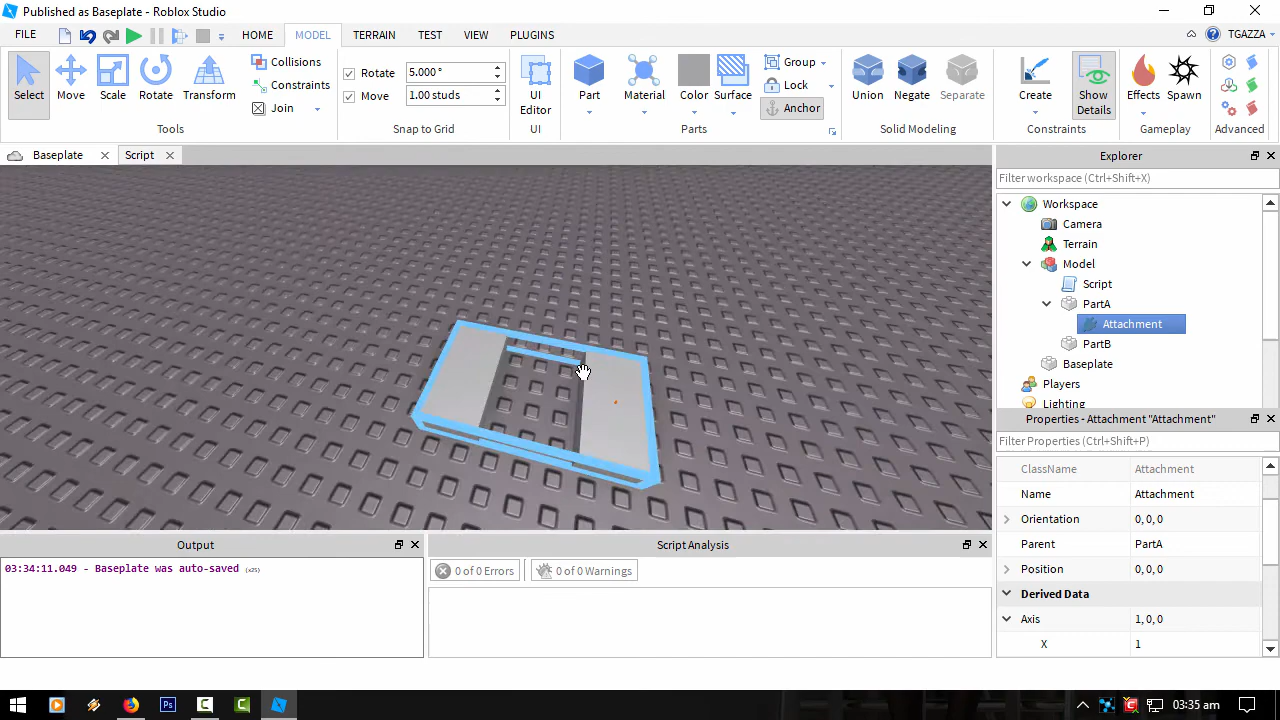 Published as Baseplate - Roblox Studio
FILE HOME MODEL TERRAIN TEST VIEW PLUGINS TGAZZA
Select Move Scale Rotate Transform
Collisions
Constraints
Join
Tools
Rotate 5.000 °
Move 1.00 studs
Snap to Grid
UI Editor
UI
Part Material Color Surface
Group
Lock
Anchor
Parts
Union Negate Separate
Solid Modeling
Create Show Details
Constraints
Effects Spawn
Gameplay
Advanced
Baseplate Script
Explorer
Filter workspace (Ctrl+Shift+X)
Workspace
Camera
Terrain
Model
Script
PartA
Attachment
PartB
Baseplate
Players
Lighting
Properties - Attachment "Attachment"
Filter Properties (Ctrl+Shift+P)
ClassName Attachment
Name Attachment
Orientation 0, 0, 0
Parent PartA
Position 0, 0, 0
Derived Data
Axis 1, 0, 0
X 1
Output
03:34:11.049 - Baseplate was auto-saved (x25)
Script Analysis
0 of 0 Errors 0 of 0 Warnings
Ps
03:35 am